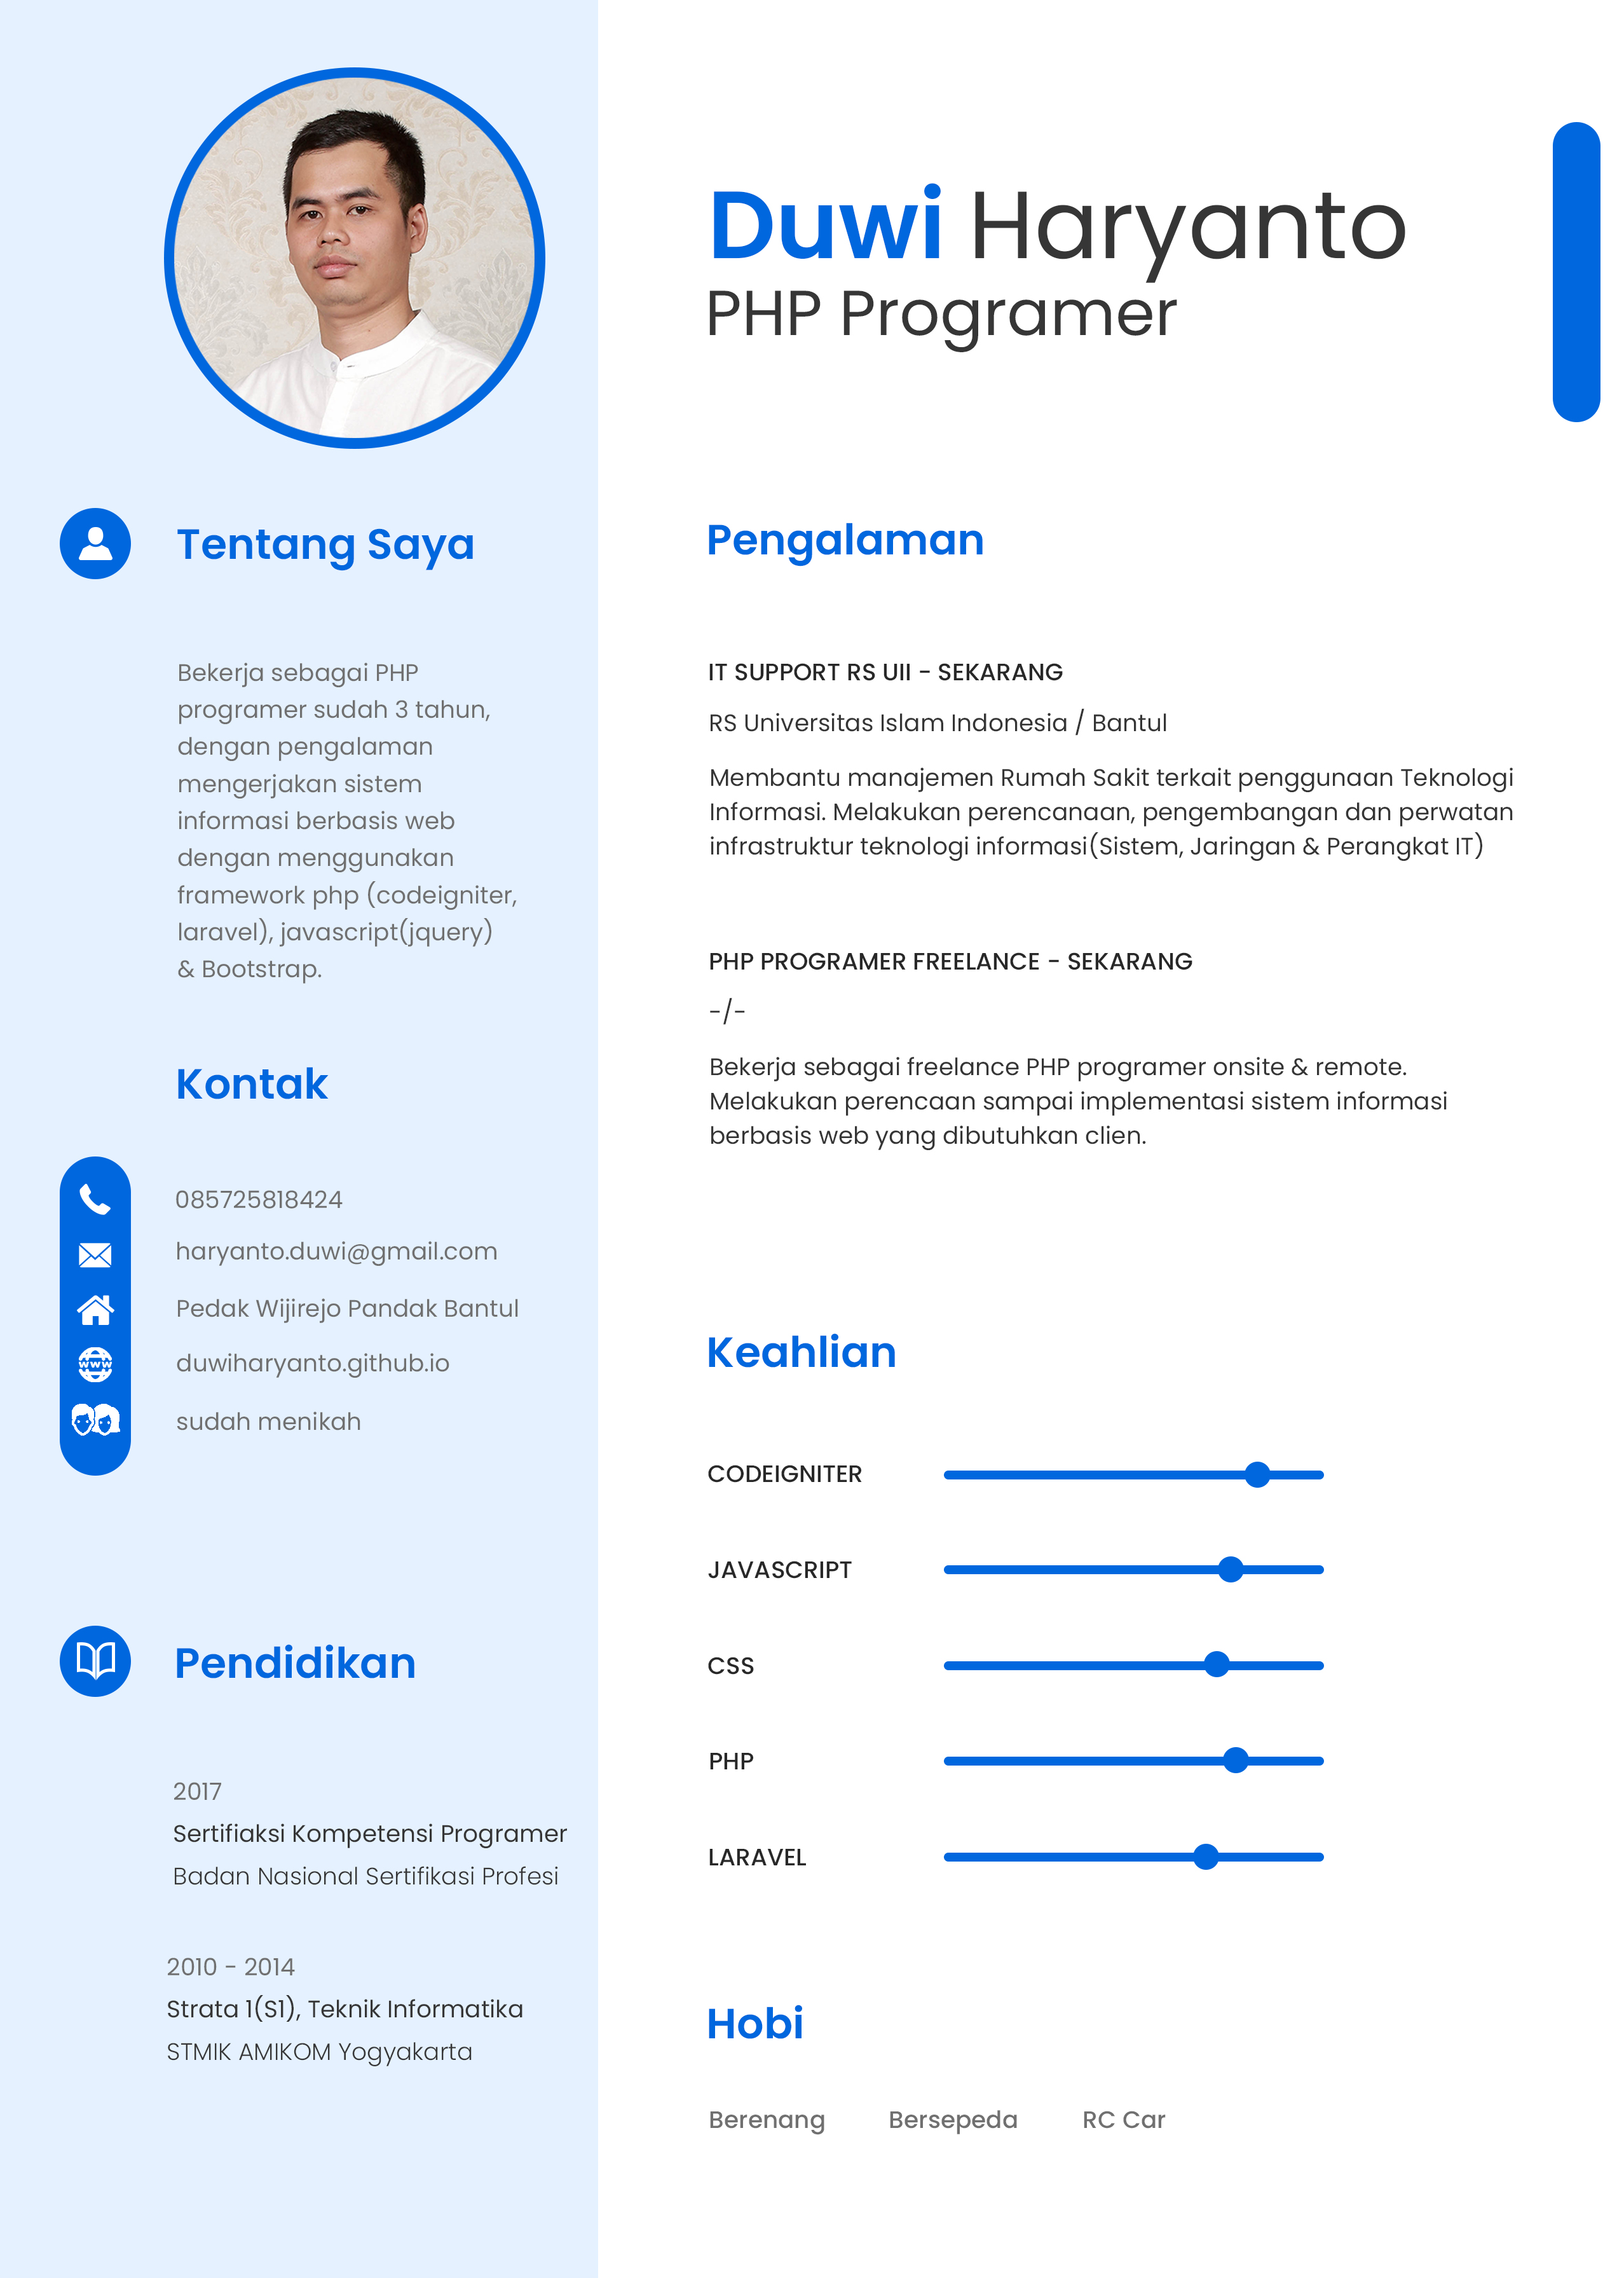 Duwi Haryanto
PHP Programer
Tentang Saya
Bekerja sebagai PHP
programer sudah 3 tahun,
dengan pengalaman
mengerjakan sistem
informasi berbasis web
dengan menggunakan
framework php (codeigniter,
laravel), javascript(jquery)
& Bootstrap.
Kontak
085725818424
haryanto.duwi@gmail.com
Pedak Wijirejo Pandak Bantul
WWW
duwiharyanto.github.io
sudah menikah
Pendidikan
2017
Sertifiaksi Kompetensi Programer
Badan Nasional Sertifikasi Profesi
2010 - 2014
Strata 1(S1), Teknik Informatika
STMIK AMIKOM Yogyakarta
Pengalaman
IT SUPPORT RS UII - SEKARANG
RS Universitas Islam Indonesia / Bantul
Membantu manajemen Rumah Sakit terkait penggunaan Teknologi
Informasi. Melakukan perencanaan, pengembangan dan perwatan
infrastruktur teknologi informasi(Sistem, Jaringan & Perangkat IT)
PHP PROGRAMER FREELANCE - SEKARANG
-/-
Bekerja sebagai freelance PHP programer onsite & remote.
Melakukan perencaan sampai implementasi sistem informasi
berbasis web yang dibutuhkan clien.
Keahlian
CODEIGNITER
JAVASCRIPT
CSS
PHP
LARAVEL
Hobi
Berenang Bersepeda RC Car